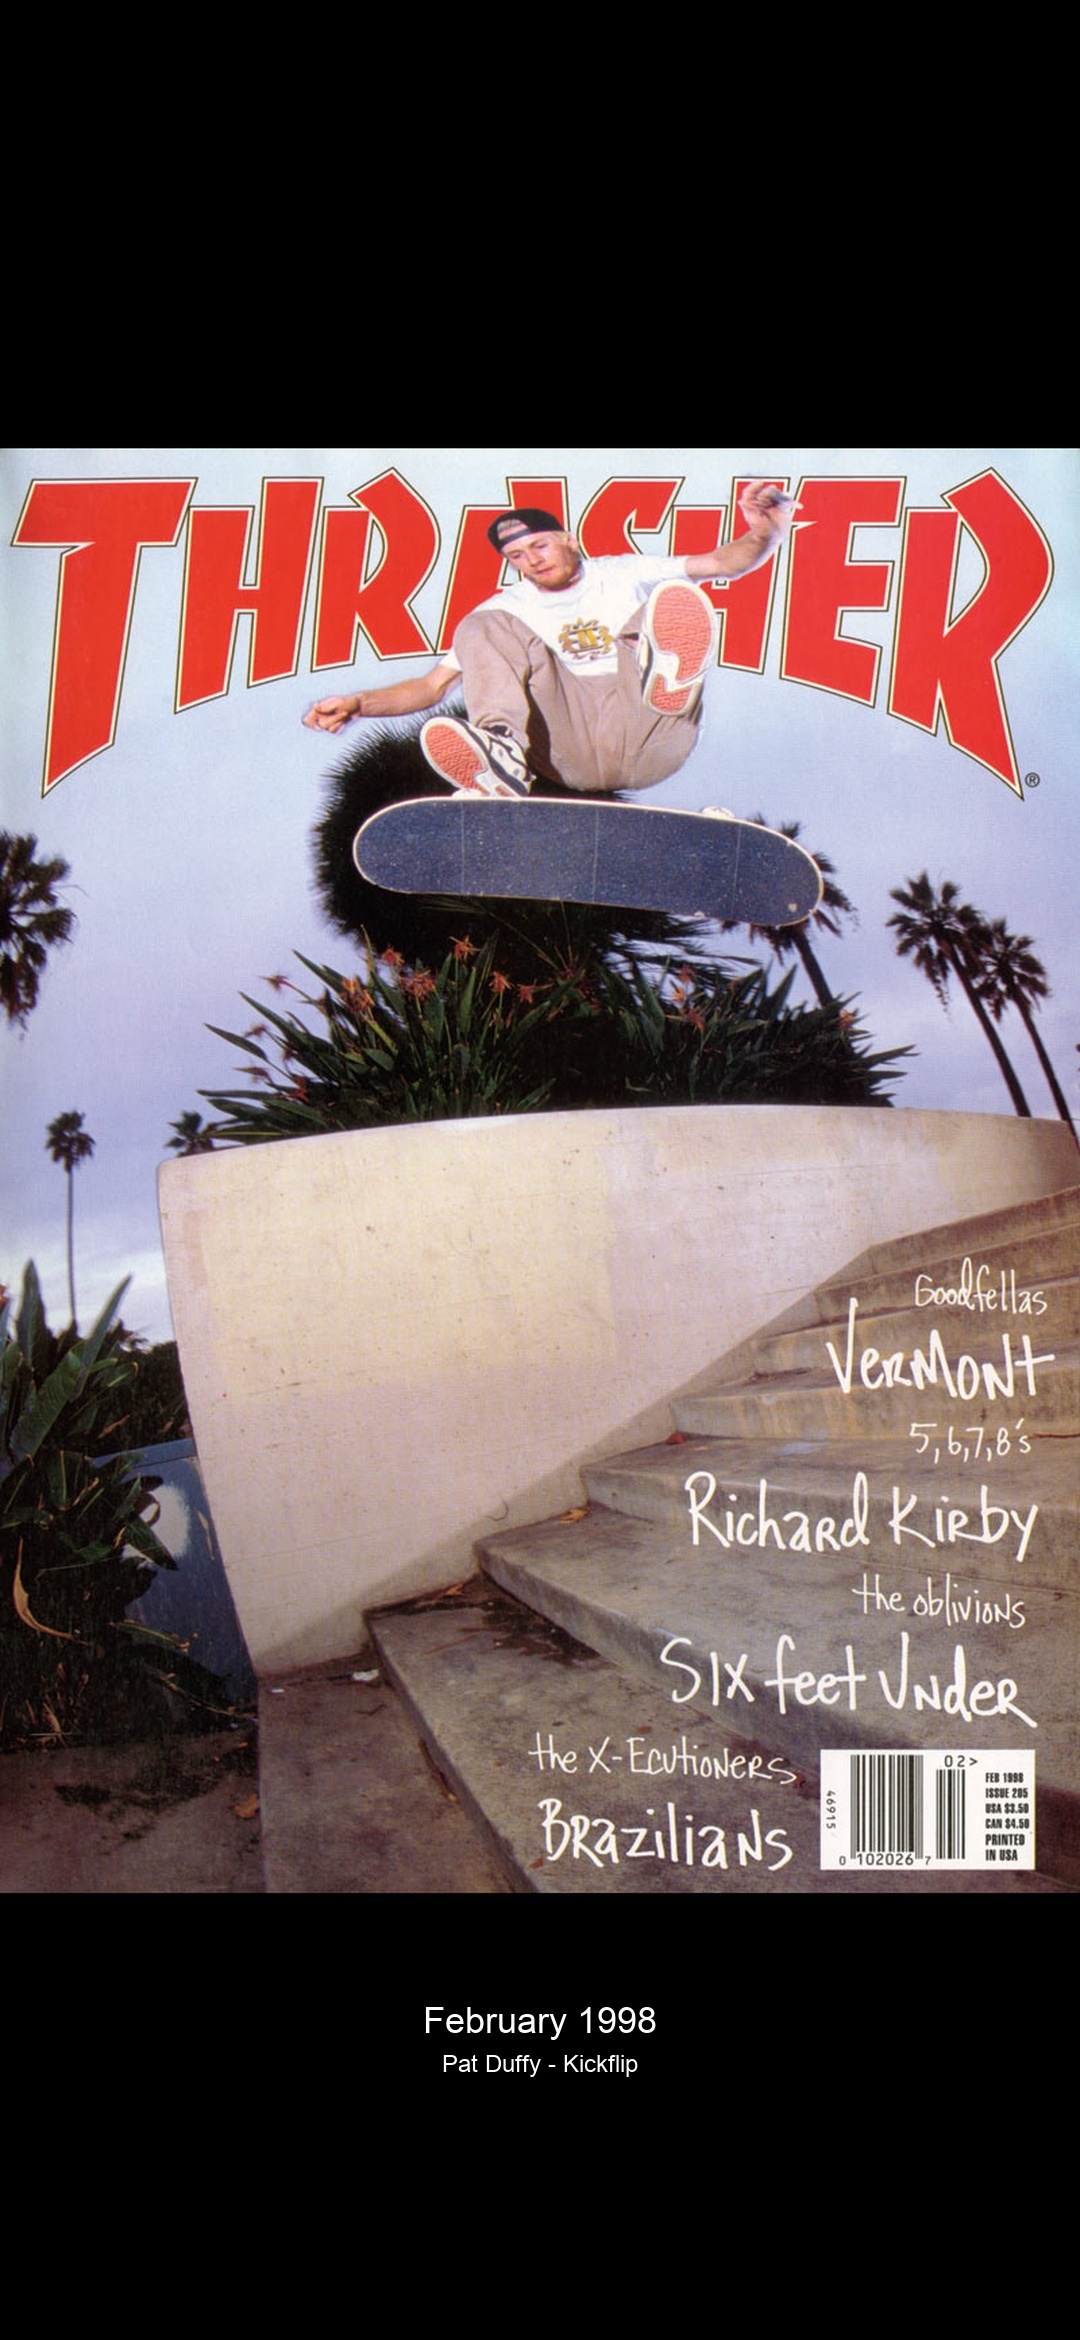 THRASHER®
Goodfellas
Vermont
5,6,7,8's
Richard Kirby
the oblivions
Six feet Under
the X-Ecutioners
Brazilians
02>
46915
0 102026 7
FEB 1998
ISSUE 205
USA $3.50
CAN $4.50
PRINTED
IN USA
February 1998
Pat Duffy - Kickflip